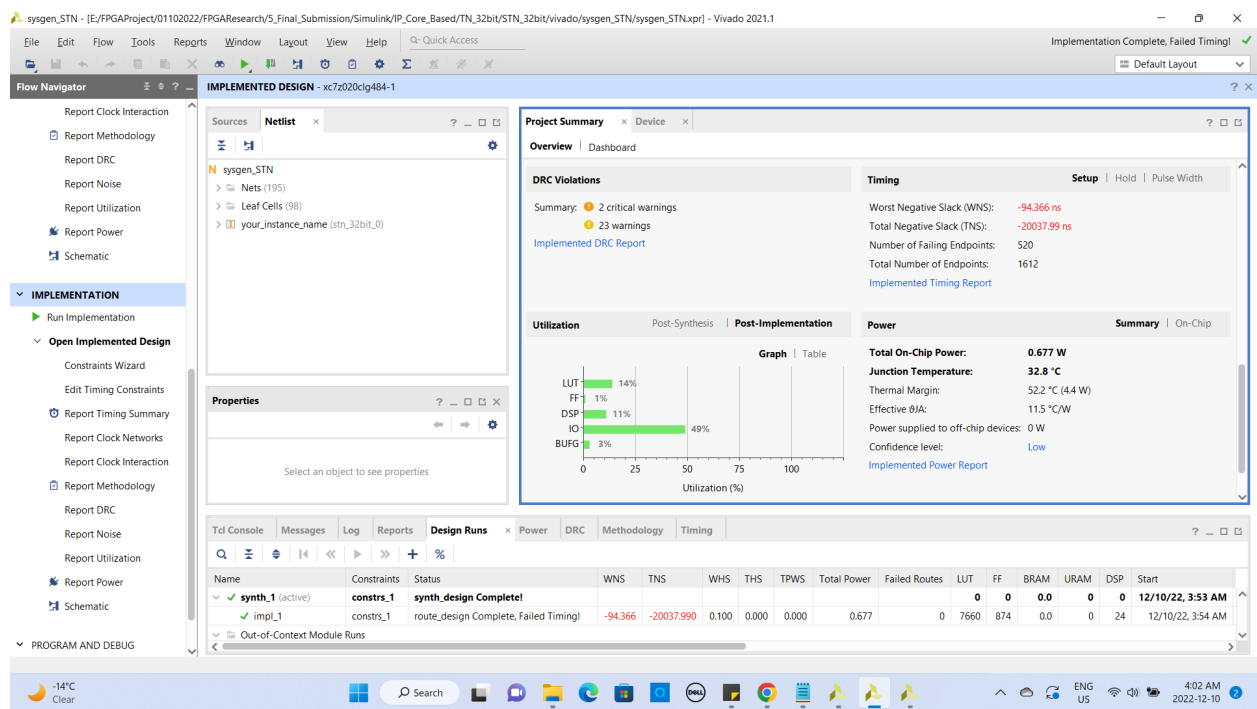 sysgen_STN - [E:/FPGAProject/01102022/FPGAResearch/5_Final_Submission/Simulink/IP_Core_Based/TN_32bit/STN_32bit/vivado/sysgen_STN/sysgen_STN.xpr] - Vivado 2021.1
File Edit Flow Tools Reports Window Layout View Help Q- Quick Access
Implementation Complete, Failed Timing!
Default Layout
Flow Navigator
IMPLEMENTED DESIGN - xc7z020clg484-1
Report Clock Interaction
Report Methodology
Report DRC
Report Noise
Report Utilization
Report Power
Schematic
IMPLEMENTATION
Run Implementation
Open Implemented Design
Constraints Wizard
Edit Timing Constraints
Report Timing Summary
Report Clock Networks
Report Clock Interaction
Report Methodology
Report DRC
Report Noise
Report Utilization
Report Power
Schematic
PROGRAM AND DEBUG
Sources Netlist
N sysgen_STN
Nets (195)
Leaf Cells (98)
your_instance_name (stn_32bit_0)
Properties
Select an object to see properties
Project Summary Device
Overview Dashboard
DRC Violations
Summary: 2 critical warnings
23 warnings
Implemented DRC Report
Timing Setup Hold Pulse Width
Worst Negative Slack (WNS): -94.366 ns
Total Negative Slack (TNS): -20037.99 ns
Number of Failing Endpoints: 520
Total Number of Endpoints: 1612
Implemented Timing Report
Utilization Post-Synthesis Post-Implementation
Graph Table
LUT 14%
FF 1%
DSP 11%
IO 49%
BUFG 3%
0 25 50 75 100
Utilization (%)
Power Summary On-Chip
Total On-Chip Power: 0.677 W
Junction Temperature: 32.8 °C
Thermal Margin: 52.2 °C (4.4 W)
Effective ϑJA: 11.5 °C/W
Power supplied to off-chip devices: 0 W
Confidence level: Low
Implemented Power Report
Tcl Console Messages Log Reports Design Runs Power DRC Methodology Timing
Name Constraints Status WNS TNS WHS THS TPWS Total Power Failed Routes LUT FF BRAM URAM DSP Start
synth_1 (active) constrs_1 synth_design Complete! 0 0 0.0 0 0 12/10/22, 3:53 AM
impl_1 constrs_1 route_design Complete, Failed Timing! -94.366 -20037.990 0.100 0.000 0.000 0.677 0 7660 874 0.0 0 24 12/10/22, 3:54 AM
Out-of-Context Module Runs
-14°C
Clear
Search
DELL
ENG
US
4:02 AM
2022-12-10
2